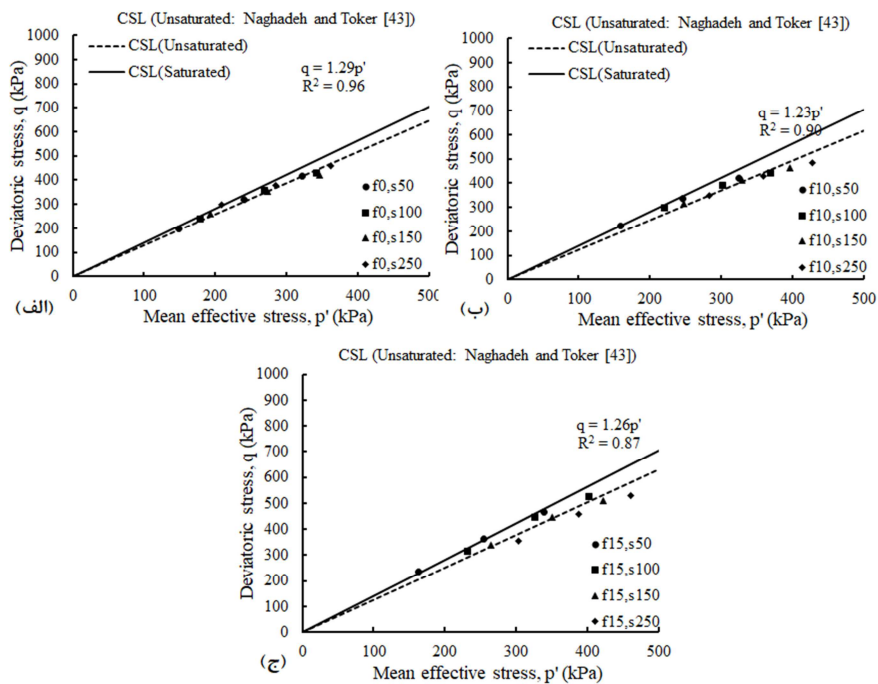 CSL (Unsaturated: Naghadeh and Toker [43])
1000
900
800
700
600
500
400
300
200
100
0
Deviatoric stress, q (kPa)
CSL(Unsaturated)
CSL(Saturated)
q = 1.29p'
R² = 0.96
f0,s50
f0,s100
f0,s150
f0,s250
0 100 200 300 400 500
Mean effective stress, p' (kPa)
(الف)
CSL (Unsaturated: Naghadeh and Toker [43])
1000
900
800
700
600
500
400
300
200
100
0
Deviatoric stress, q (kPa)
CSL(Unsaturated)
CSL(Saturated)
q = 1.23p'
R² = 0.90
f10,s50
f10,s100
f10,s150
f10,s250
0 100 200 300 400 500
Mean effective stress, p' (kPa)
(ب)
CSL (Unsaturated: Naghadeh and Toker [43])
1000
900
800
700
600
500
400
300
200
100
0
Deviatoric stress, q (kPa)
q = 1.26p'
R² = 0.87
f15,s50
f15,s100
f15,s150
f15,s250
0 100 200 300 400 500
Mean effective stress, p' (kPa)
(ج)